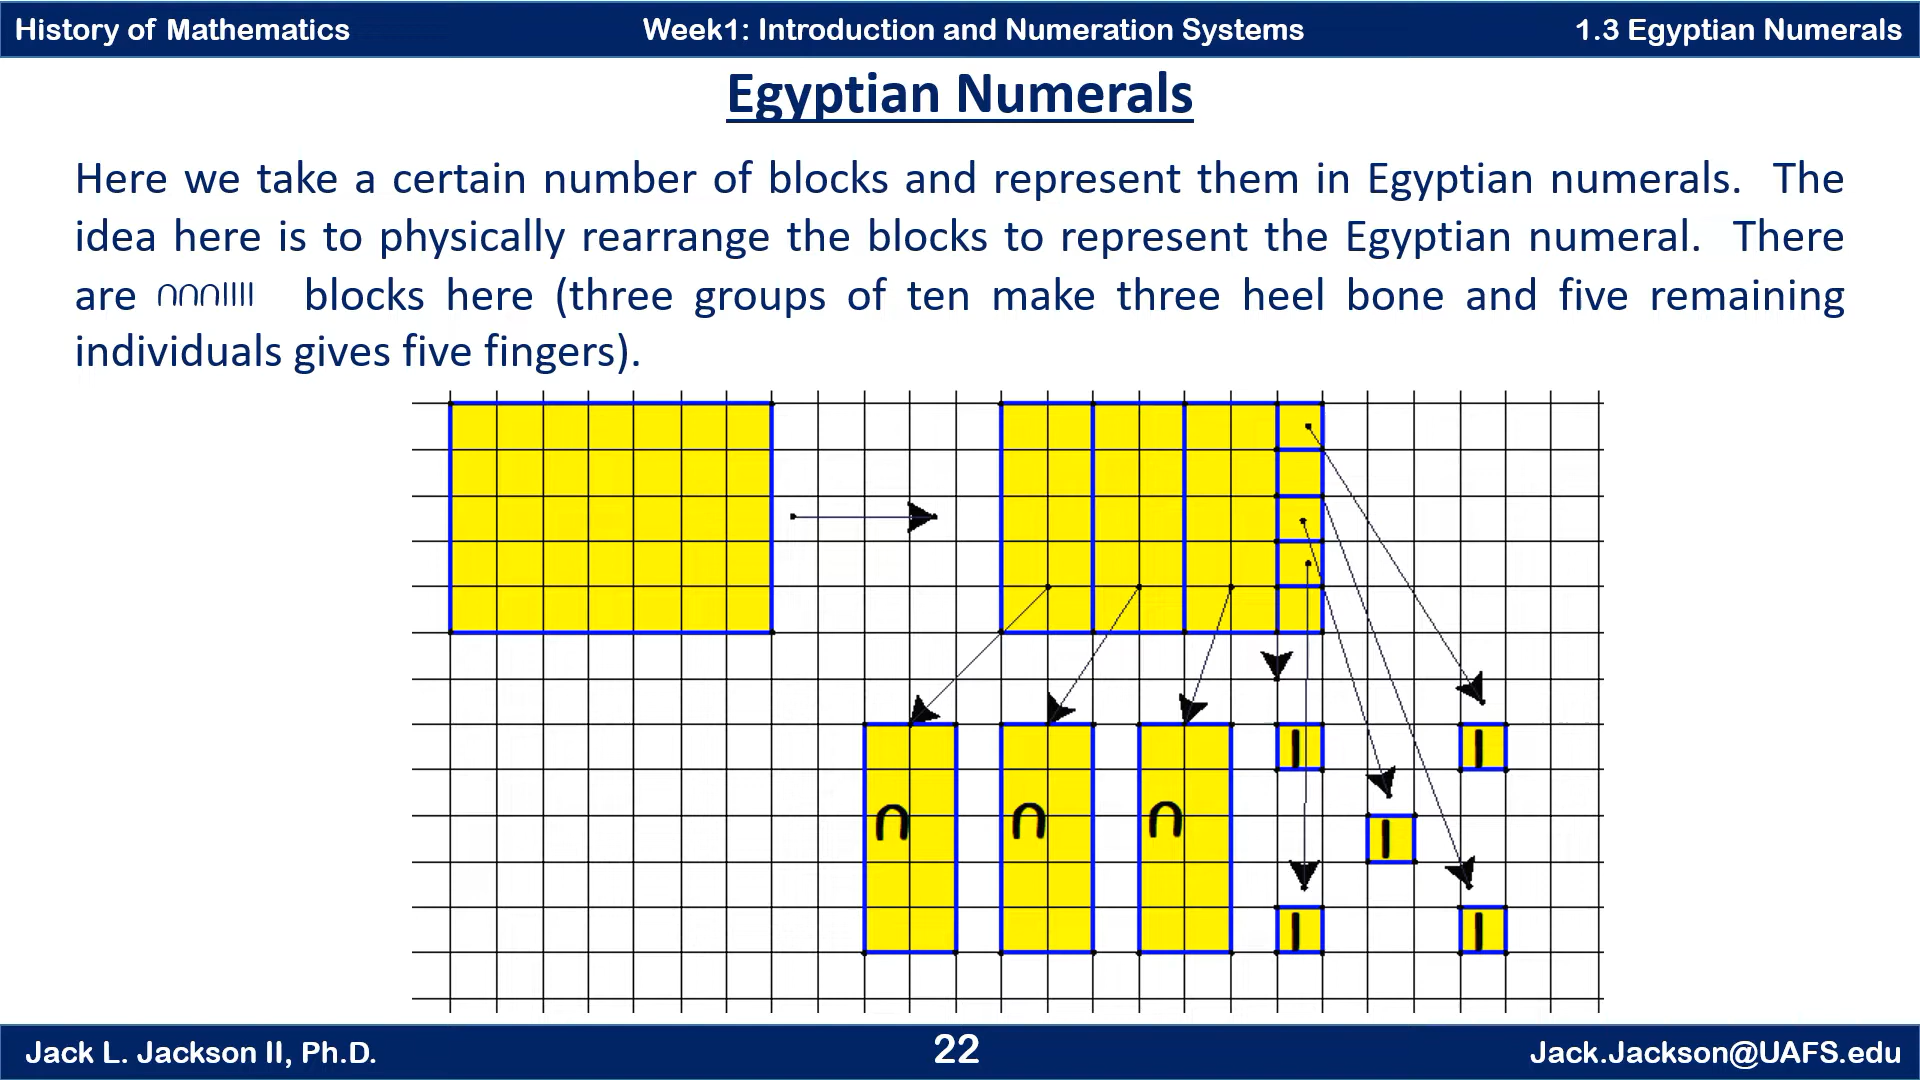 History of Mathematics
Week1: Introduction and Numeration Systems
1.3 Egyptian Numerals
Egyptian Numerals
Here we take a certain number of blocks and represent them in Egyptian numerals. The
idea here is to physically rearrange the blocks to represent the Egyptian numeral. There
are ∩∩∩||||| blocks here (three groups of ten make three heel bone and five remaining
individuals gives five fingers).
| |
∩ ∩ ∩ |
| |
Jack L. Jackson II, Ph.D.
22
Jack.Jackson@UAFS.edu